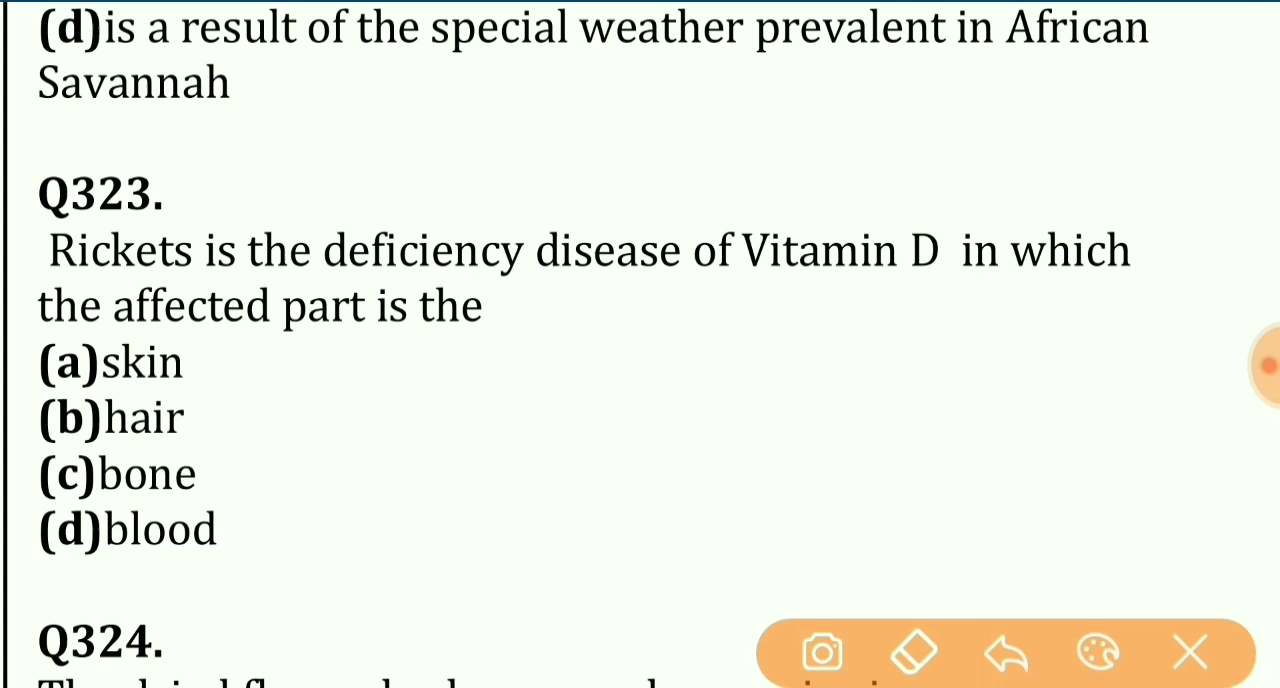 (d)is a result of the special weather prevalent in African
Savannah
Q323.
Rickets is the deficiency disease of Vitamin D in which
the affected part is the
(a)skin
(b)hair
(c)bone
(d)blood
Q324.